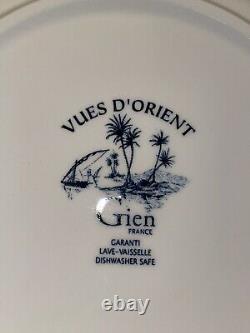 VUES D'ORIENT
Gien
FRANCE
GARANTI
LAVE-VAISSELLE
DISHWASHER SAFE